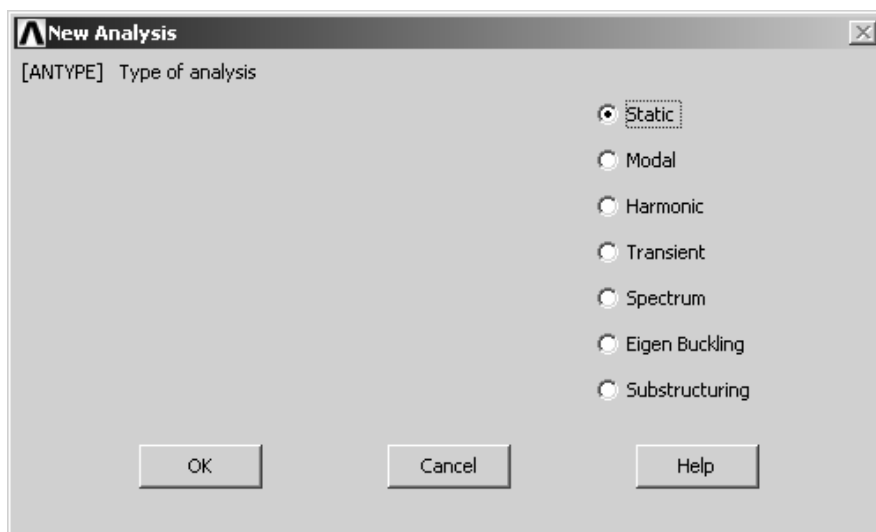 New Analysis
[ANTYPE] Type of analysis
Static
Modal
Harmonic
Transient
Spectrum
Eigen Buckling
Substructuring
OK Cancel Help